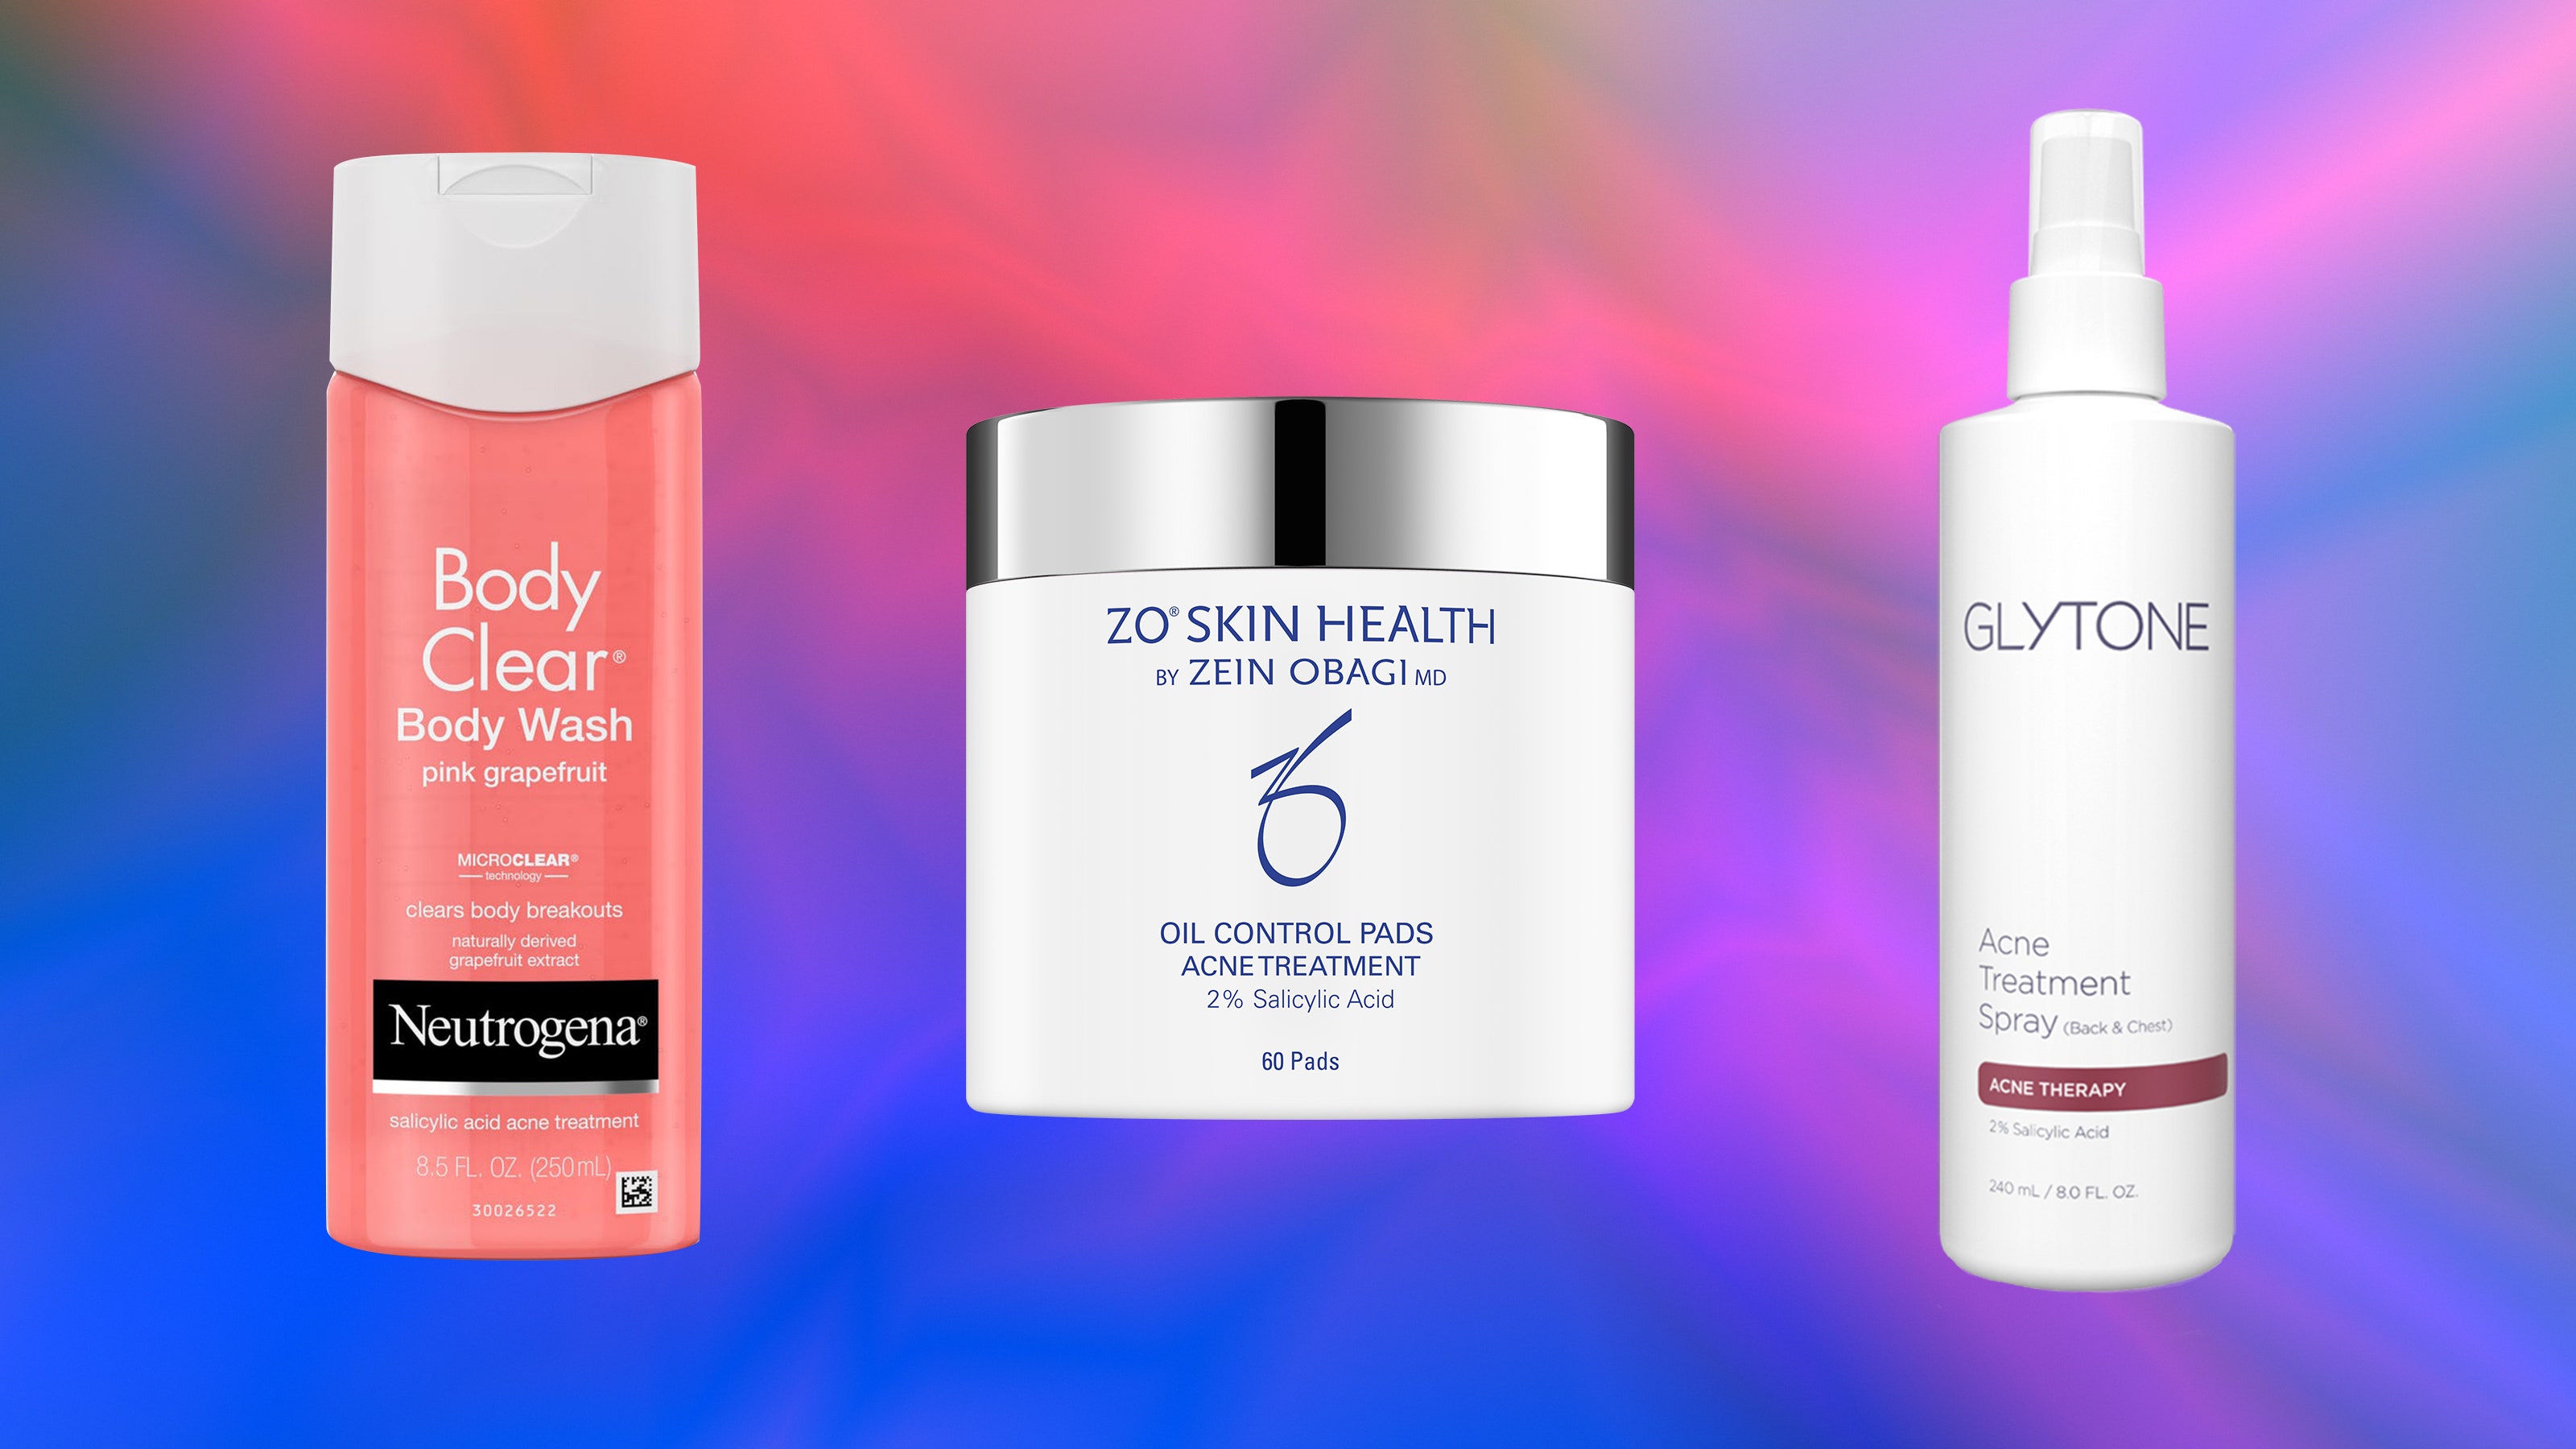 Body
Clear®
Body Wash
pink grapefruit
MICROCLEAR®
technology
clears body breakouts
naturally derived
grapefruit extract
Neutrogena®
salicylic acid acne treatment
8.5 FL. OZ. (250mL)
30026522
ZO® SKIN HEALTH
BY ZEIN OBAGI MD
OIL CONTROL PADS
ACNE TREATMENT
2% Salicylic Acid
60 Pads
GLYTONE
Acne
Treatment
Spray (Back & Chest)
ACNE THERAPY
2% Salicylic Acid
240 mL / 8.0 FL. OZ.